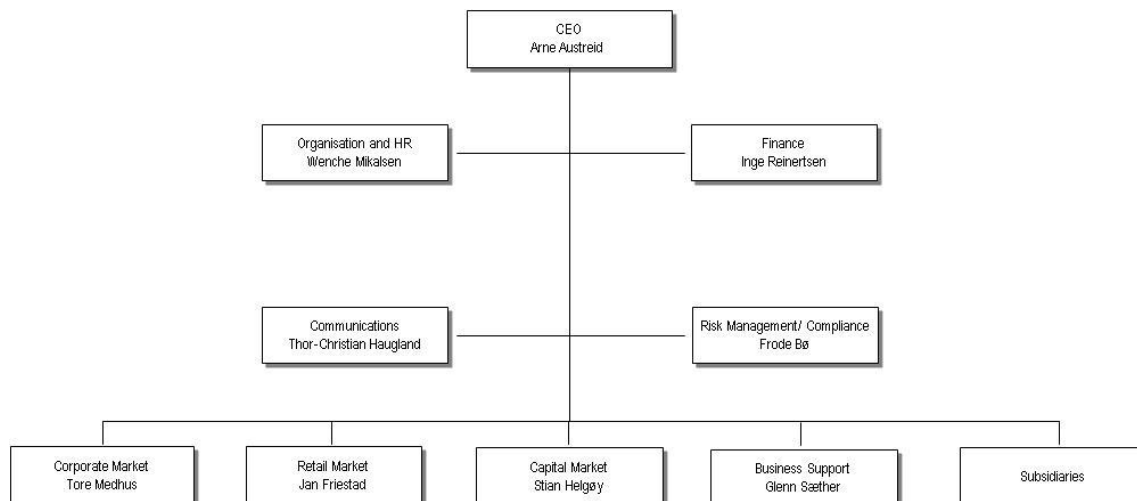 CEO
Arne Austreid
Organisation and HR
Wenche Mikalsen
Finance
Inge Reinertsen
Communications
Thor-Christian Haugland
Risk Management/ Compliance
Frode Bø
Corporate Market
Tore Medhus
Retail Market
Jan Friestad
Capital Market
Stian Helgøy
Business Support
Glenn Sæther
Subsidiaries